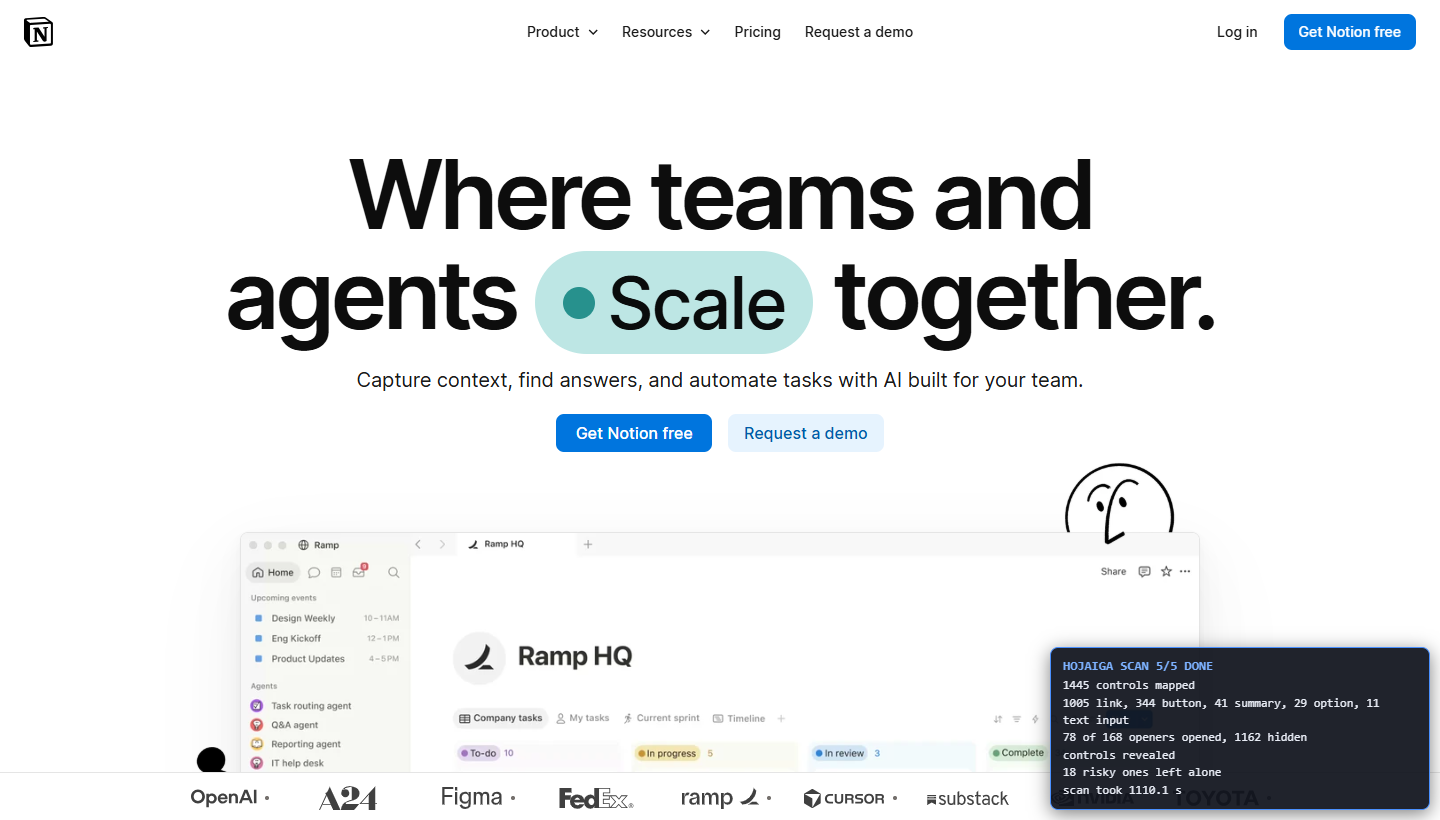 N
Product
Resources
Pricing
Request a demo
Log in
Get Notion free
Where teams and
agents Scale together.
Capture context, find answers, and automate tasks with AI built for your team.
Get Notion free
Request a demo
Ramp
Ramp HQ
Home
9
Share
Upcoming events
Design Weekly 10–11AM
Eng Kickoff 12–1PM
Product Updates 4–5PM
Agents
Task routing agent
Q&A agent
Reporting agent
IT help desk
Ramp HQ
Company tasks
My tasks
Current sprint
Timeline
To-do 10
In progress 5
In review 3
Complete
OpenAI
A24
Figma
FedEx
ramp
CURSOR
substack
NVIDIA
TOYOTA
HOJAIGA SCAN 5/5 DONE
1445 controls mapped
1005 link, 344 button, 41 summary, 29 option, 11
text input
78 of 168 openers opened, 1162 hidden
controls revealed
18 risky ones left alone
scan took 1110.1 s